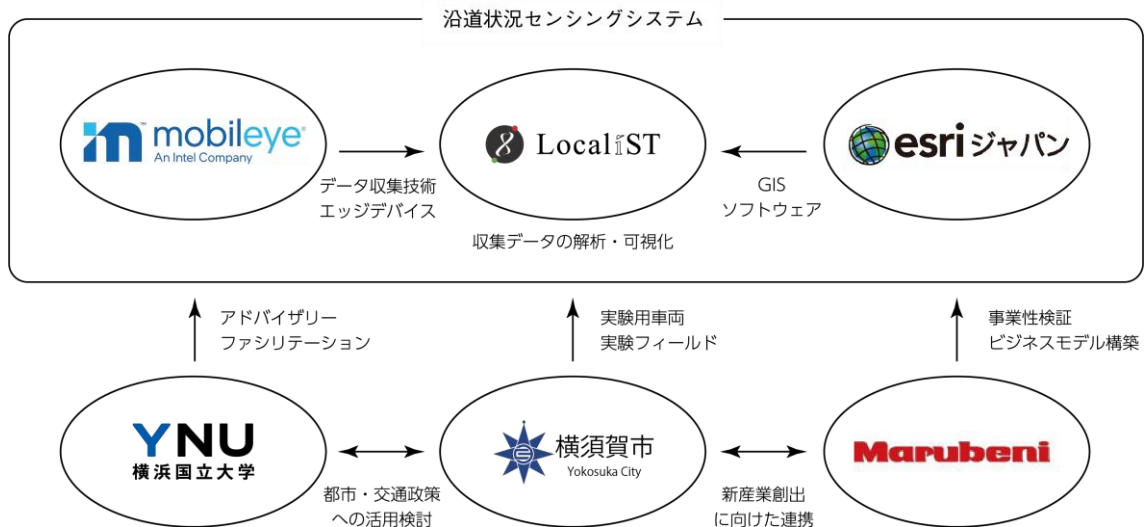 沿道状況センシングシステム
mobileye
An Intel Company
データ収集技術
エッジデバイス
LocaliST
収集データの解析・可視化
esriジャパン
GIS
ソフトウェア
アドバイザリー
ファシリテーション
実験用車両
実験フィールド
事業性検証
ビジネスモデル構築
YNU
横浜国立大学
都市・交通政策
への活用検討
横須賀市
Yokosuka City
新産業創出
に向けた連携
Marubeni